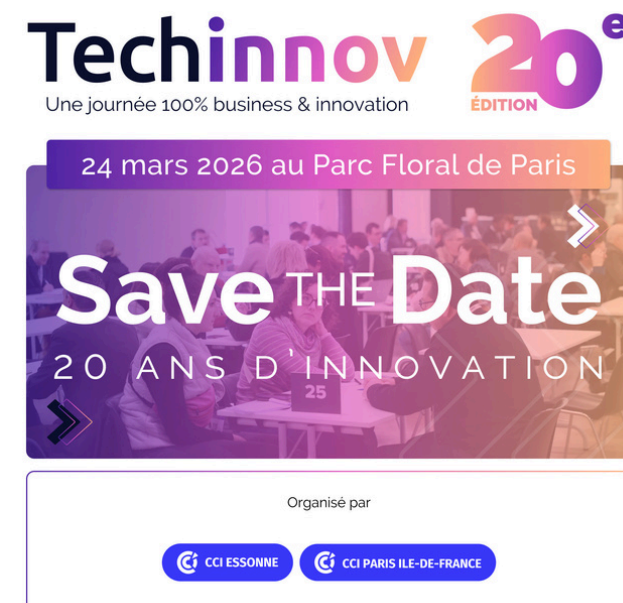 Techinnov 20e
Une journée 100% business & innovation ÉDITION
24 mars 2026 au Parc Floral de Paris
Save THE Date
20 ANS D'INNOVATION
25
Organisé par
CCI ESSONNE CCI PARIS ILE-DE-FRANCE